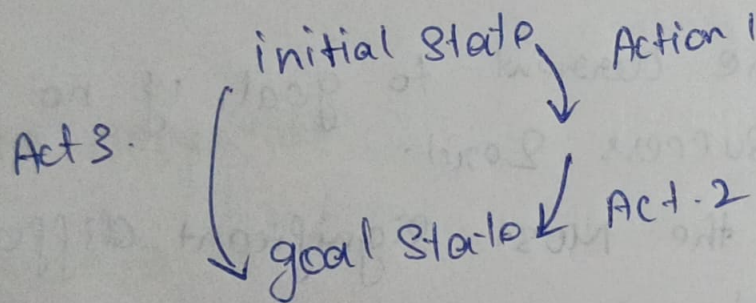 initial State Action 1
Act 3.
Act. 2
goal State